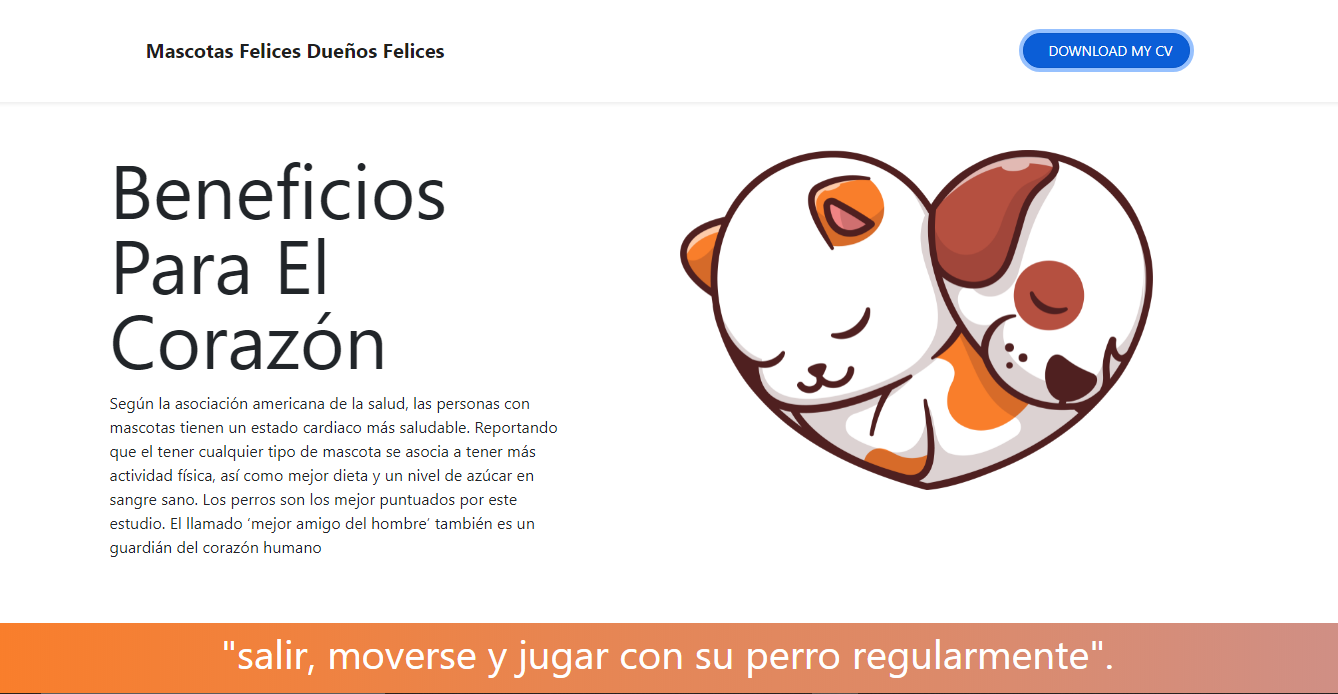 Mascotas Felices Dueños Felices
DOWNLOAD MY CV
Beneficios
Para El
Corazón
Según la asociación americana de la salud, las personas con
mascotas tienen un estado cardiaco más saludable. Reportando
que el tener cualquier tipo de mascota se asocia a tener más
actividad física, así como mejor dieta y un nivel de azúcar en
sangre sano. Los perros son los mejor puntuados por este
estudio. El llamado ‘mejor amigo del hombre’ también es un
guardián del corazón humano
"salir, moverse y jugar con su perro regularmente".